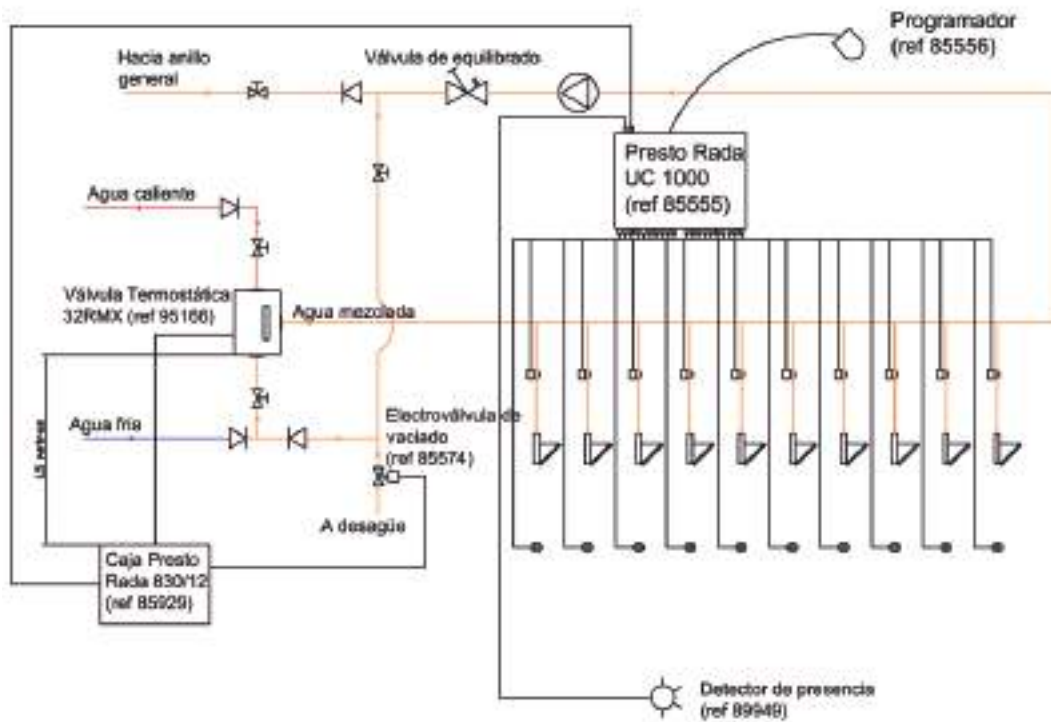 Programador
(ref 85556)
Hacia anillo
general
Válvula de equilibrado
Presto Rada
UC 1000
(ref 85555)
Agua caliente
Válvula Termostática
32RMX (ref 95166)
Agua mezclada
Electroválvula de
vaciado
(ref 85574)
Agua fría
A desagüe
Caja Presto
Rada 830/12
(ref 85929)
Detector de presencia
(ref 89949)